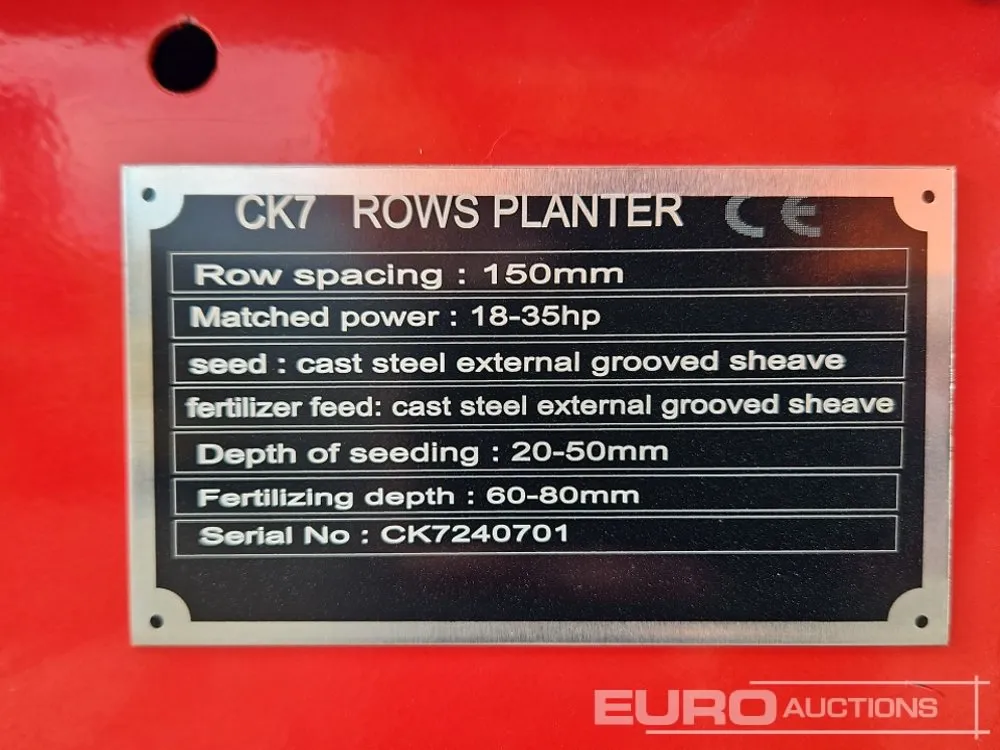 CK7 ROWS PLANTER CE
Row spacing : 150mm
Matched power : 18-35hp
seed : cast steel external grooved sheave
fertilizer feed: cast steel external grooved sheave
Depth of seeding : 20-50mm
Fertilizing depth : 60-80mm
Serial No : CK7240701
EURO AUCTIONS